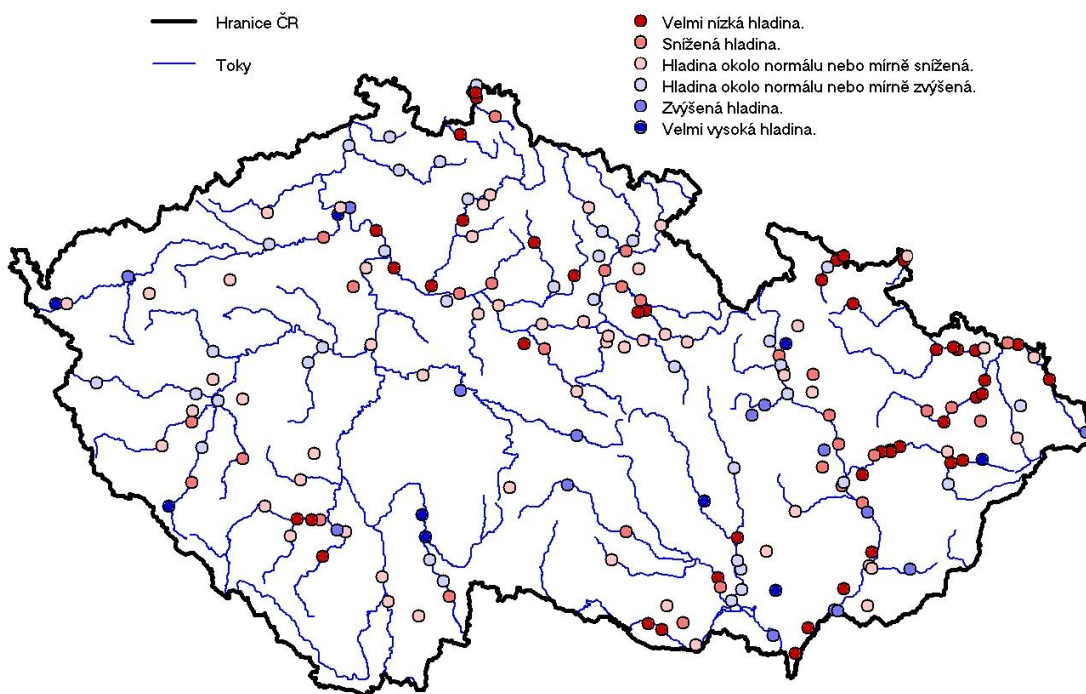 Hranice ČR
Toky
Velmi nízká hladina.
Snížená hladina.
Hladina okolo normálu nebo mírně snížená.
Hladina okolo normálu nebo mírně zvýšená.
Zvýšená hladina.
Velmi vysoká hladina.